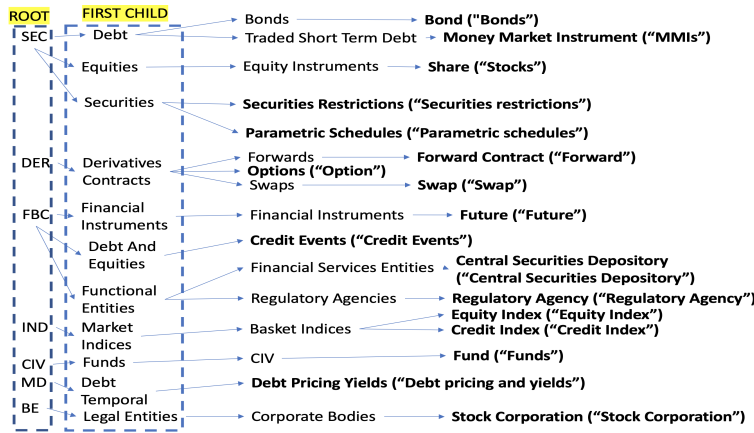 ROOT FIRST CHILD
SEC Debt Bonds Bond ("Bonds”)
Traded Short Term Debt Money Market Instrument (“MMIs”)
Equities Equity Instruments Share (“Stocks”)
Securities Securities Restrictions (“Securities restrictions”)
Parametric Schedules (“Parametric schedules”)
DER Derivatives Contracts Forwards Forward Contract (“Forward”)
Options (“Option”)
Swaps Swap (“Swap”)
FBC Financial Instruments Financial Instruments Future (“Future”)
Debt And Equities Credit Events (“Credit Events”)
Functional Entities Financial Services Entities Central Securities Depository (“Central Securities Depository”)
Regulatory Agencies Regulatory Agency (“Regulatory Agency”)
IND Market Indices Basket Indices Equity Index (“Equity Index”)
Credit Index (“Credit Index”)
CIV Funds CIV Fund (“Funds”)
MD Debt Temporal Debt Pricing Yields (“Debt pricing and yields”)
BE Legal Entities Corporate Bodies Stock Corporation (“Stock Corporation”)